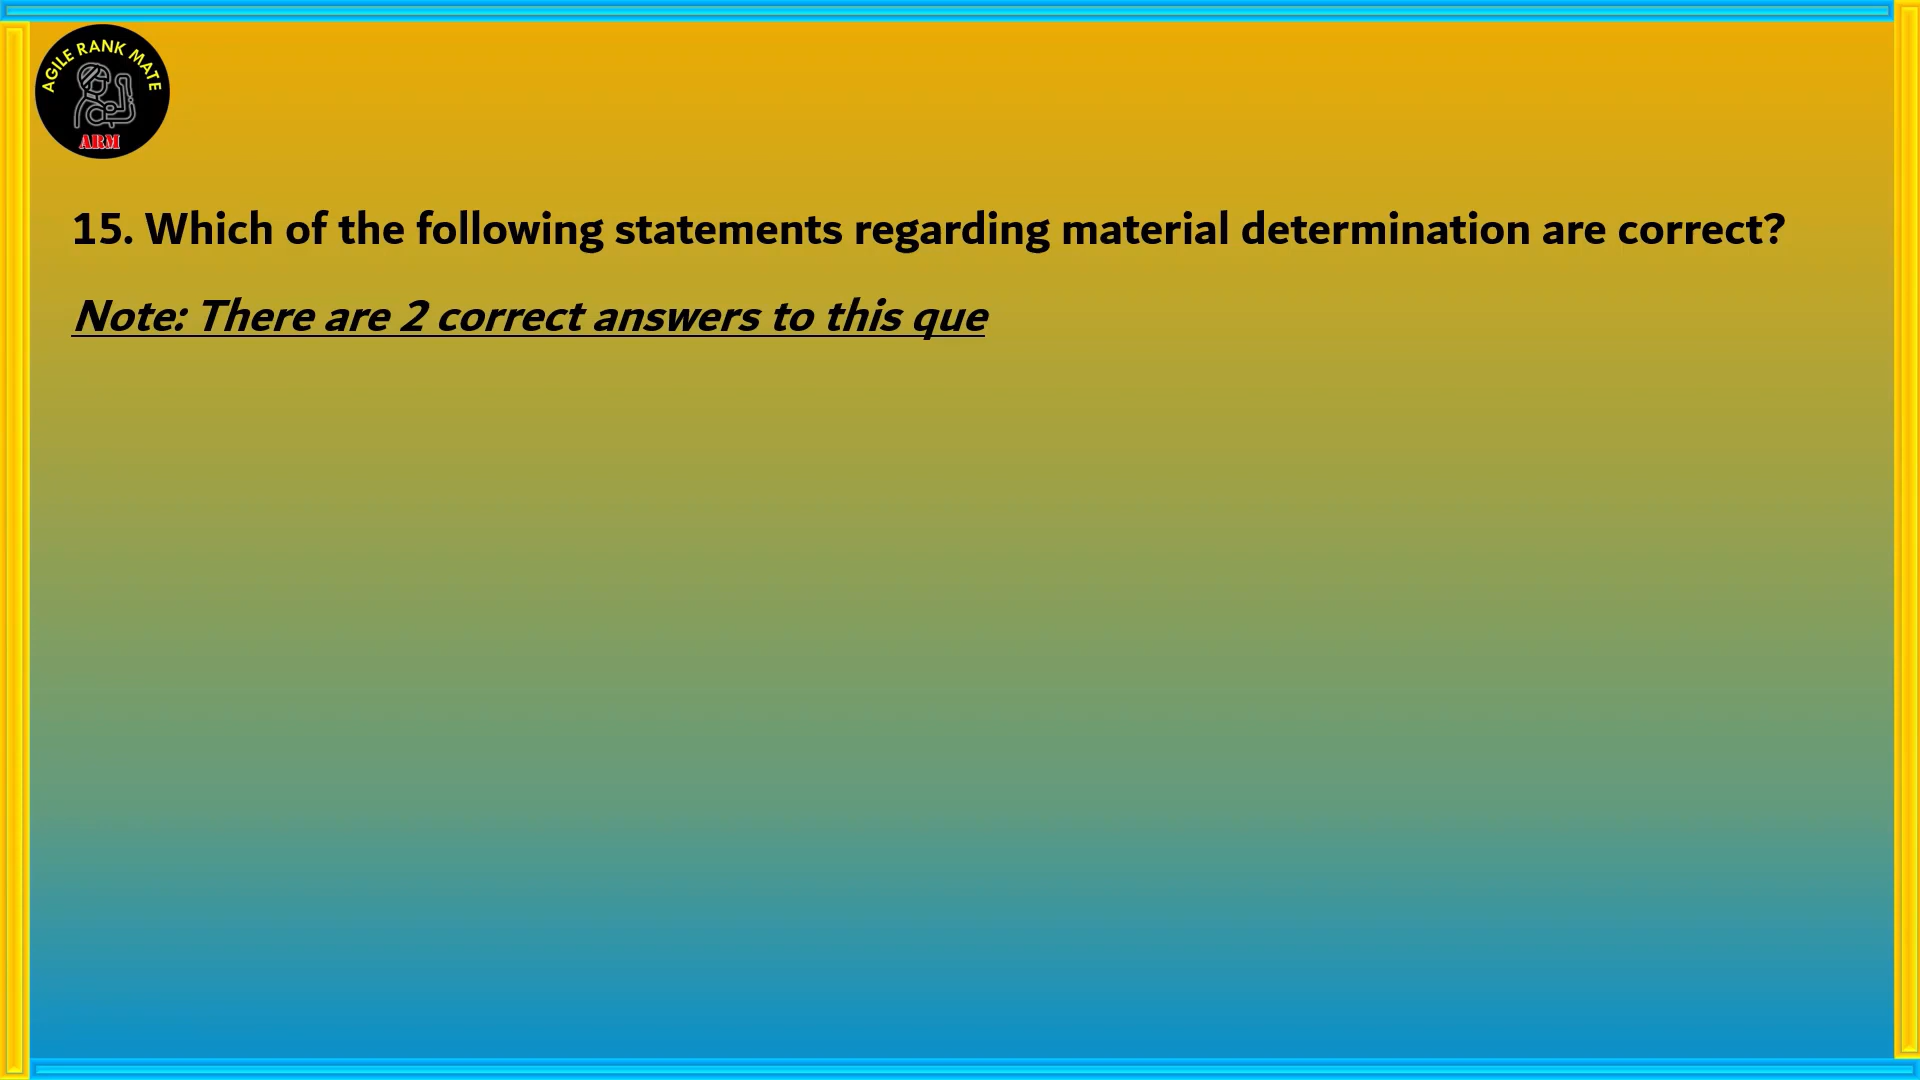 AGILE RANK MATE
ARM
15. Which of the following statements regarding material determination are correct?
Note: There are 2 correct answers to this que